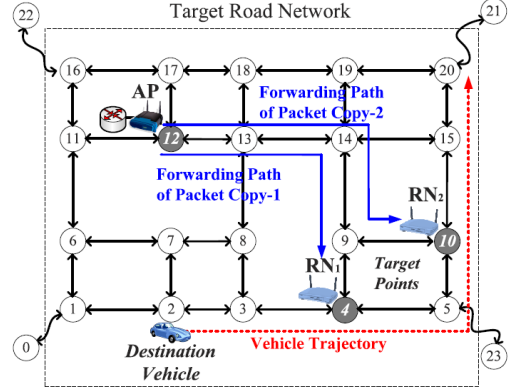 Target Road Network
22
21
16
17
18
19
20
AP
Forwarding Path
of Packet Copy-2
11
12
13
14
15
Forwarding Path
of Packet Copy-1
RN2
6
7
8
9
10
RN1
Target
Points
1
2
3
4
5
0
Vehicle Trajectory
23
Destination
Vehicle